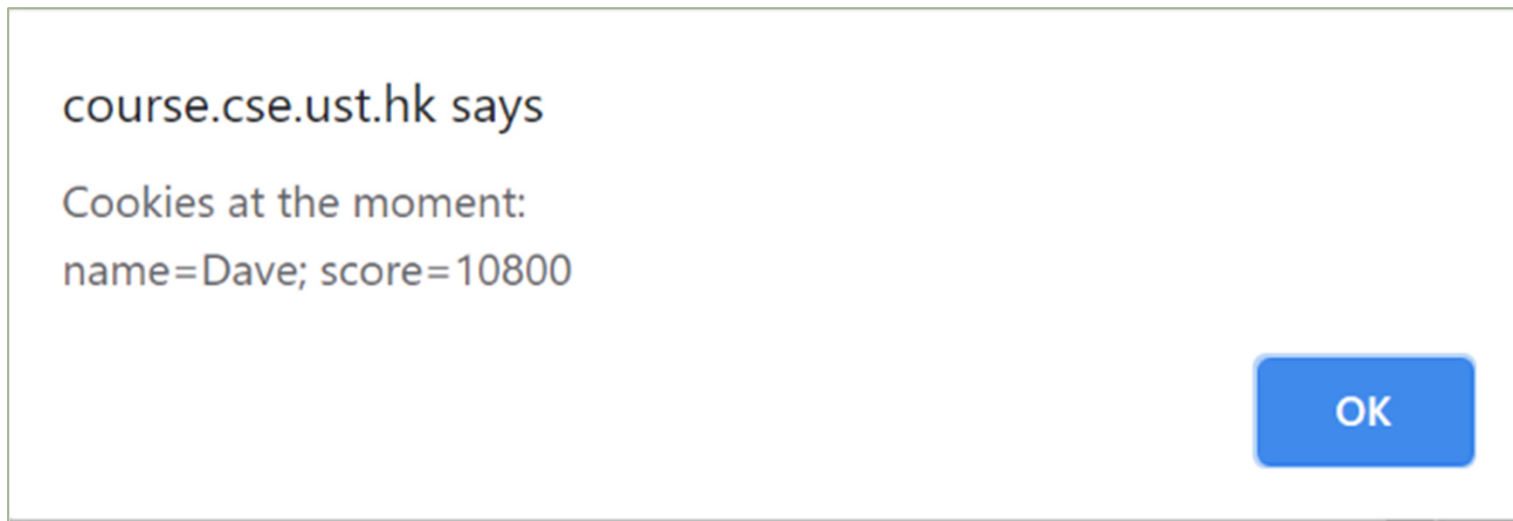 course.cse.ust.hk says
Cookies at the moment:
name=Dave; score=10800
OK